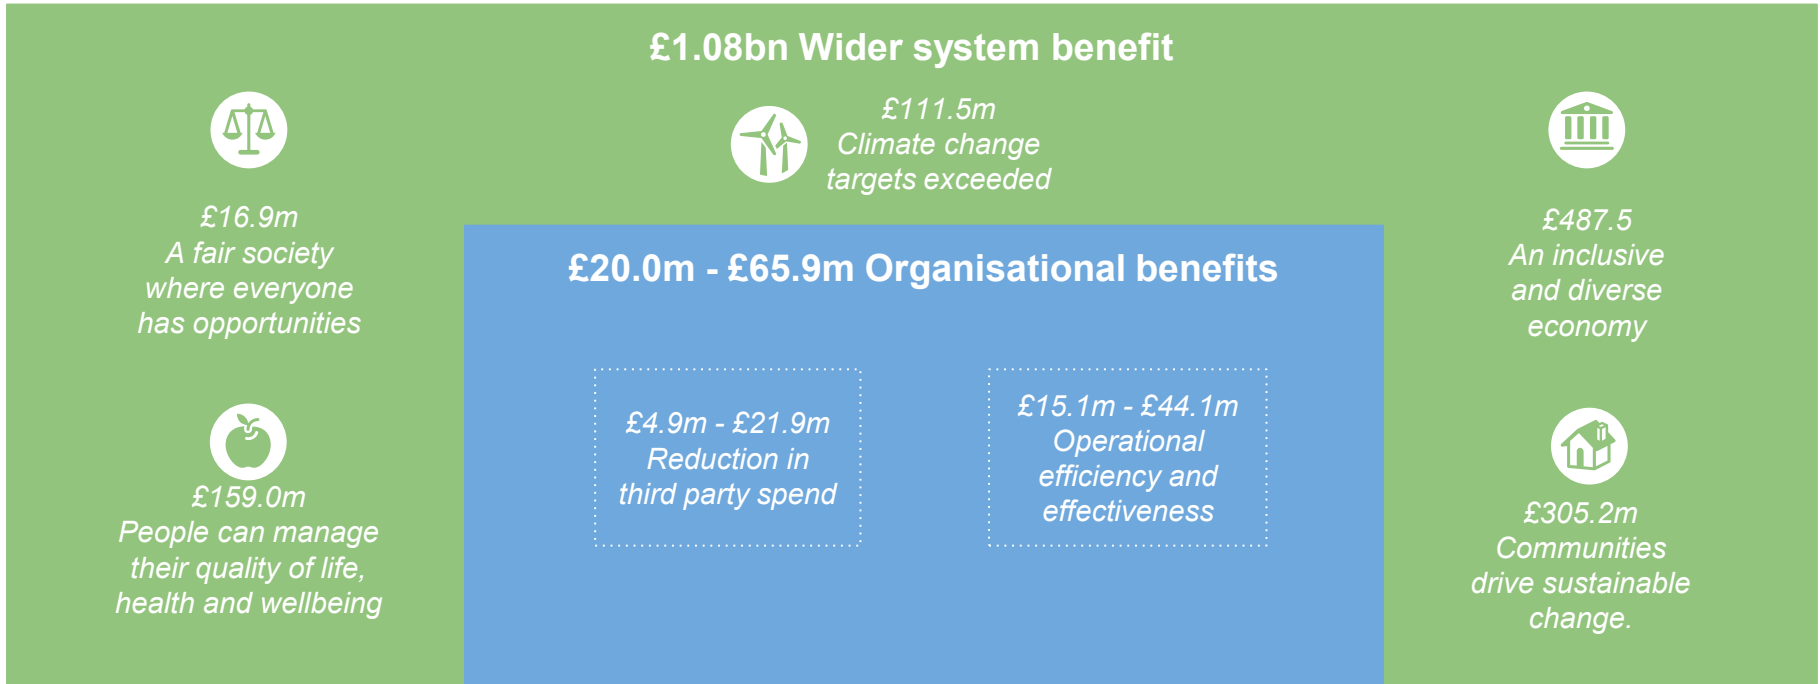 £1.08bn Wider system benefit
£111.5m
Climate change
targets exceeded
£16.9m
A fair society
where everyone
has opportunities
£487.5
An inclusive
and diverse
economy
£20.0m - £65.9m Organisational benefits
£4.9m - £21.9m
Reduction in
third party spend
£15.1m - £44.1m
Operational
efficiency and
effectiveness
£159.0m
People can manage
their quality of life,
health and wellbeing
£305.2m
Communities
drive sustainable
change.